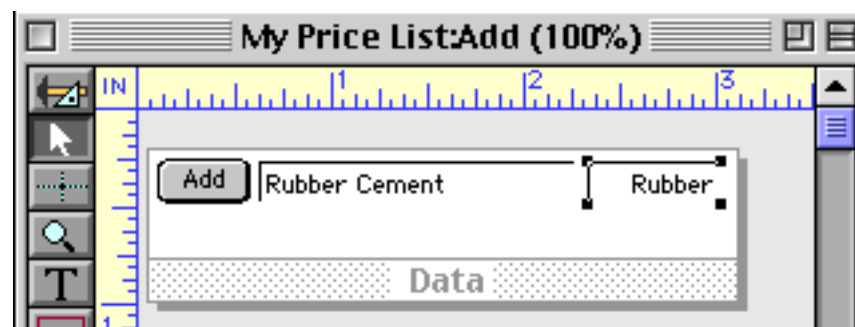 My Price List:Add (100%)
IN 1 2 3
Add Rubber Cement Rubber
Data
T
1